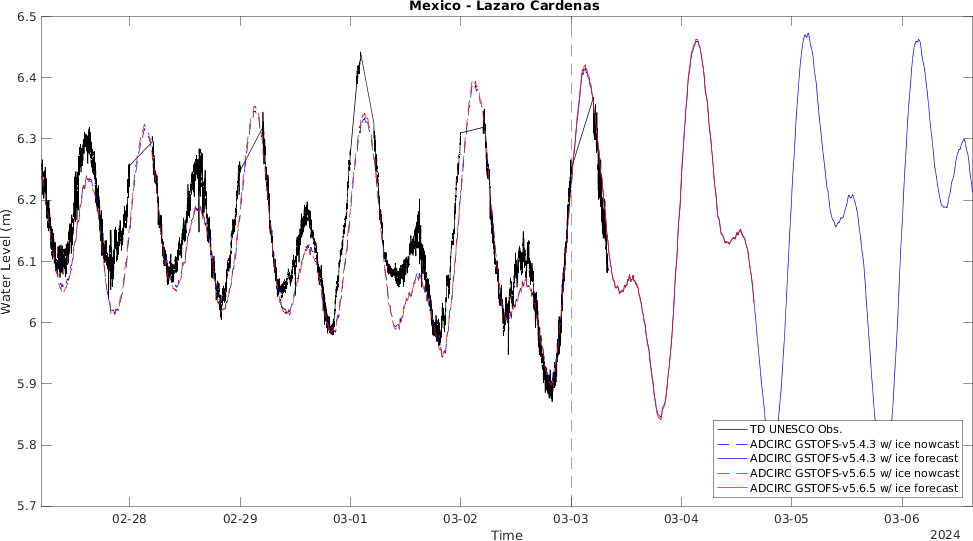 Mexico - Lazaro Cardenas
6.5
6.4
6.3
6.2
6.1
6
5.9
5.8
5.7
Water Level (m)
02-28 02-29 03-01 03-02 03-03 03-04 03-05 03-06
Time
2024
TD UNESCO Obs.
ADCIRC GSTOFS-v5.4.3 w/ ice nowcast
ADCIRC GSTOFS-v5.4.3 w/ ice forecast
ADCIRC GSTOFS-v5.6.5 w/ ice nowcast
ADCIRC GSTOFS-v5.6.5 w/ ice forecast